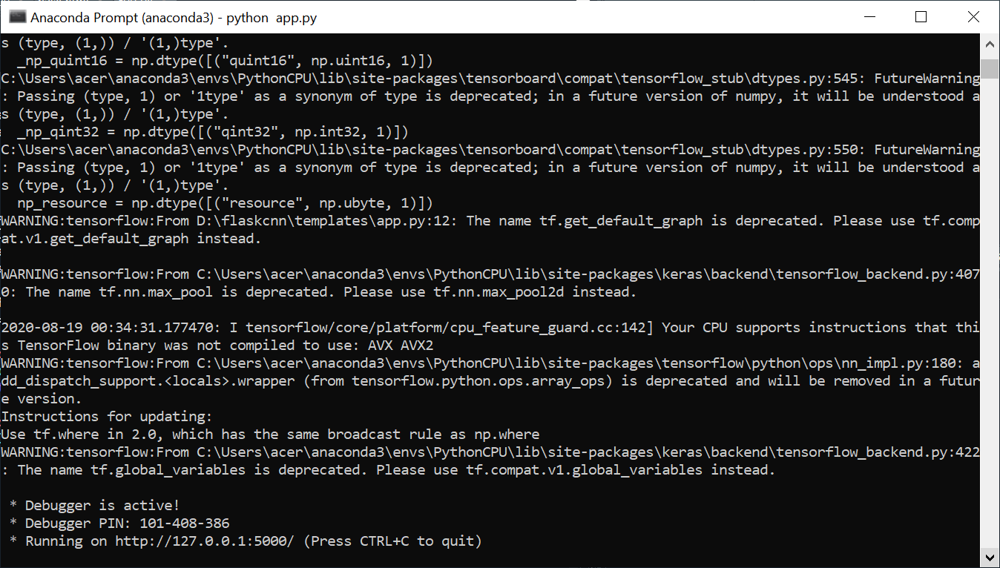 Anaconda Prompt (anaconda3) - python  app.py
s (type, (1,)) / '(1,)type'.
  _np_quint16 = np.dtype([("quint16", np.uint16, 1)])
C:\Users\acer\anaconda3\envs\PythonCPU\lib\site-packages\tensorboard\compat\tensorflow_stub\dtypes.py:545: FutureWarning
: Passing (type, 1) or '1type' as a synonym of type is deprecated; in a future version of numpy, it will be understood a
s (type, (1,)) / '(1,)type'.
  _np_qint32 = np.dtype([("qint32", np.int32, 1)])
C:\Users\acer\anaconda3\envs\PythonCPU\lib\site-packages\tensorboard\compat\tensorflow_stub\dtypes.py:550: FutureWarning
: Passing (type, 1) or '1type' as a synonym of type is deprecated; in a future version of numpy, it will be understood a
s (type, (1,)) / '(1,)type'.
  np_resource = np.dtype([("resource", np.ubyte, 1)])
WARNING:tensorflow:From D:\flaskcnn\templates\app.py:12: The name tf.get_default_graph is deprecated. Please use tf.comp
at.v1.get_default_graph instead.
WARNING:tensorflow:From C:\Users\acer\anaconda3\envs\PythonCPU\lib\site-packages\keras\backend\tensorflow_backend.py:407
0: The name tf.nn.max_pool is deprecated. Please use tf.nn.max_pool2d instead.
2020-08-19 00:34:31.177470: I tensorflow/core/platform/cpu_feature_guard.cc:142] Your CPU supports instructions that thi
s TensorFlow binary was not compiled to use: AVX AVX2
WARNING:tensorflow:From C:\Users\acer\anaconda3\envs\PythonCPU\lib\site-packages\tensorflow\python\ops\nn_impl.py:180: a
dd_dispatch_support.<locals>.wrapper (from tensorflow.python.ops.array_ops) is deprecated and will be removed in a futur
e version.
Instructions for updating:
Use tf.where in 2.0, which has the same broadcast rule as np.where
WARNING:tensorflow:From C:\Users\acer\anaconda3\envs\PythonCPU\lib\site-packages\keras\backend\tensorflow_backend.py:422
: The name tf.global_variables is deprecated. Please use tf.compat.v1.global_variables instead.
 * Debugger is active!
 * Debugger PIN: 101-408-386
 * Running on http://127.0.0.1:5000/ (Press CTRL+C to quit)